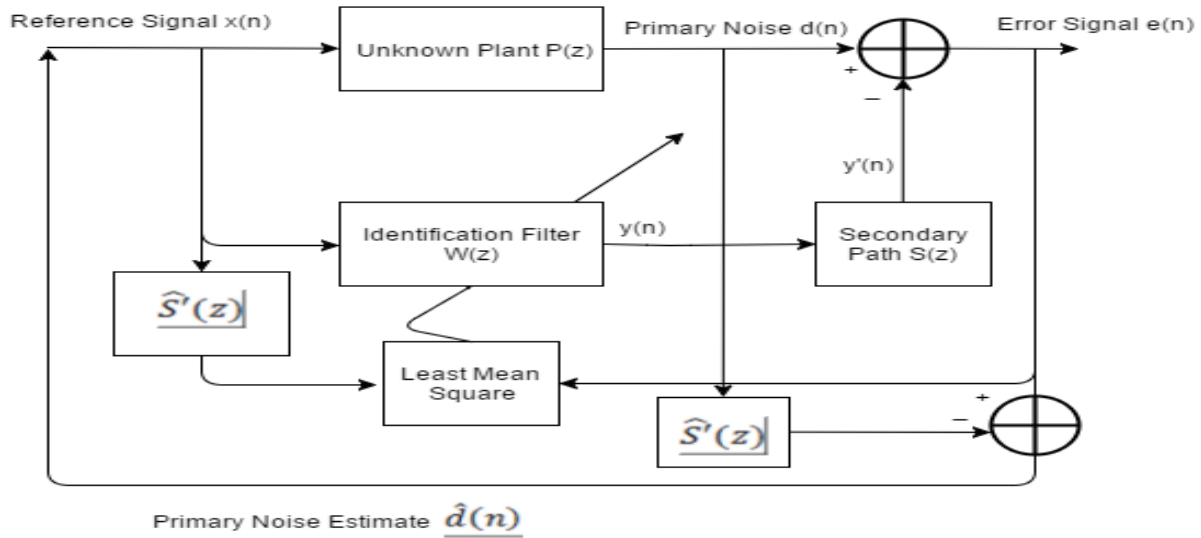 Reference Signal x(n)
Unknown Plant P(z)
Primary Noise d(n)
Error Signal e(n)
+
−
y'(n)
Identification Filter
W(z)
y(n)
Secondary
Path S(z)
Ŝ'(z)
Least Mean
Square
Ŝ'(z)
+
−
Primary Noise Estimate d̂(n)